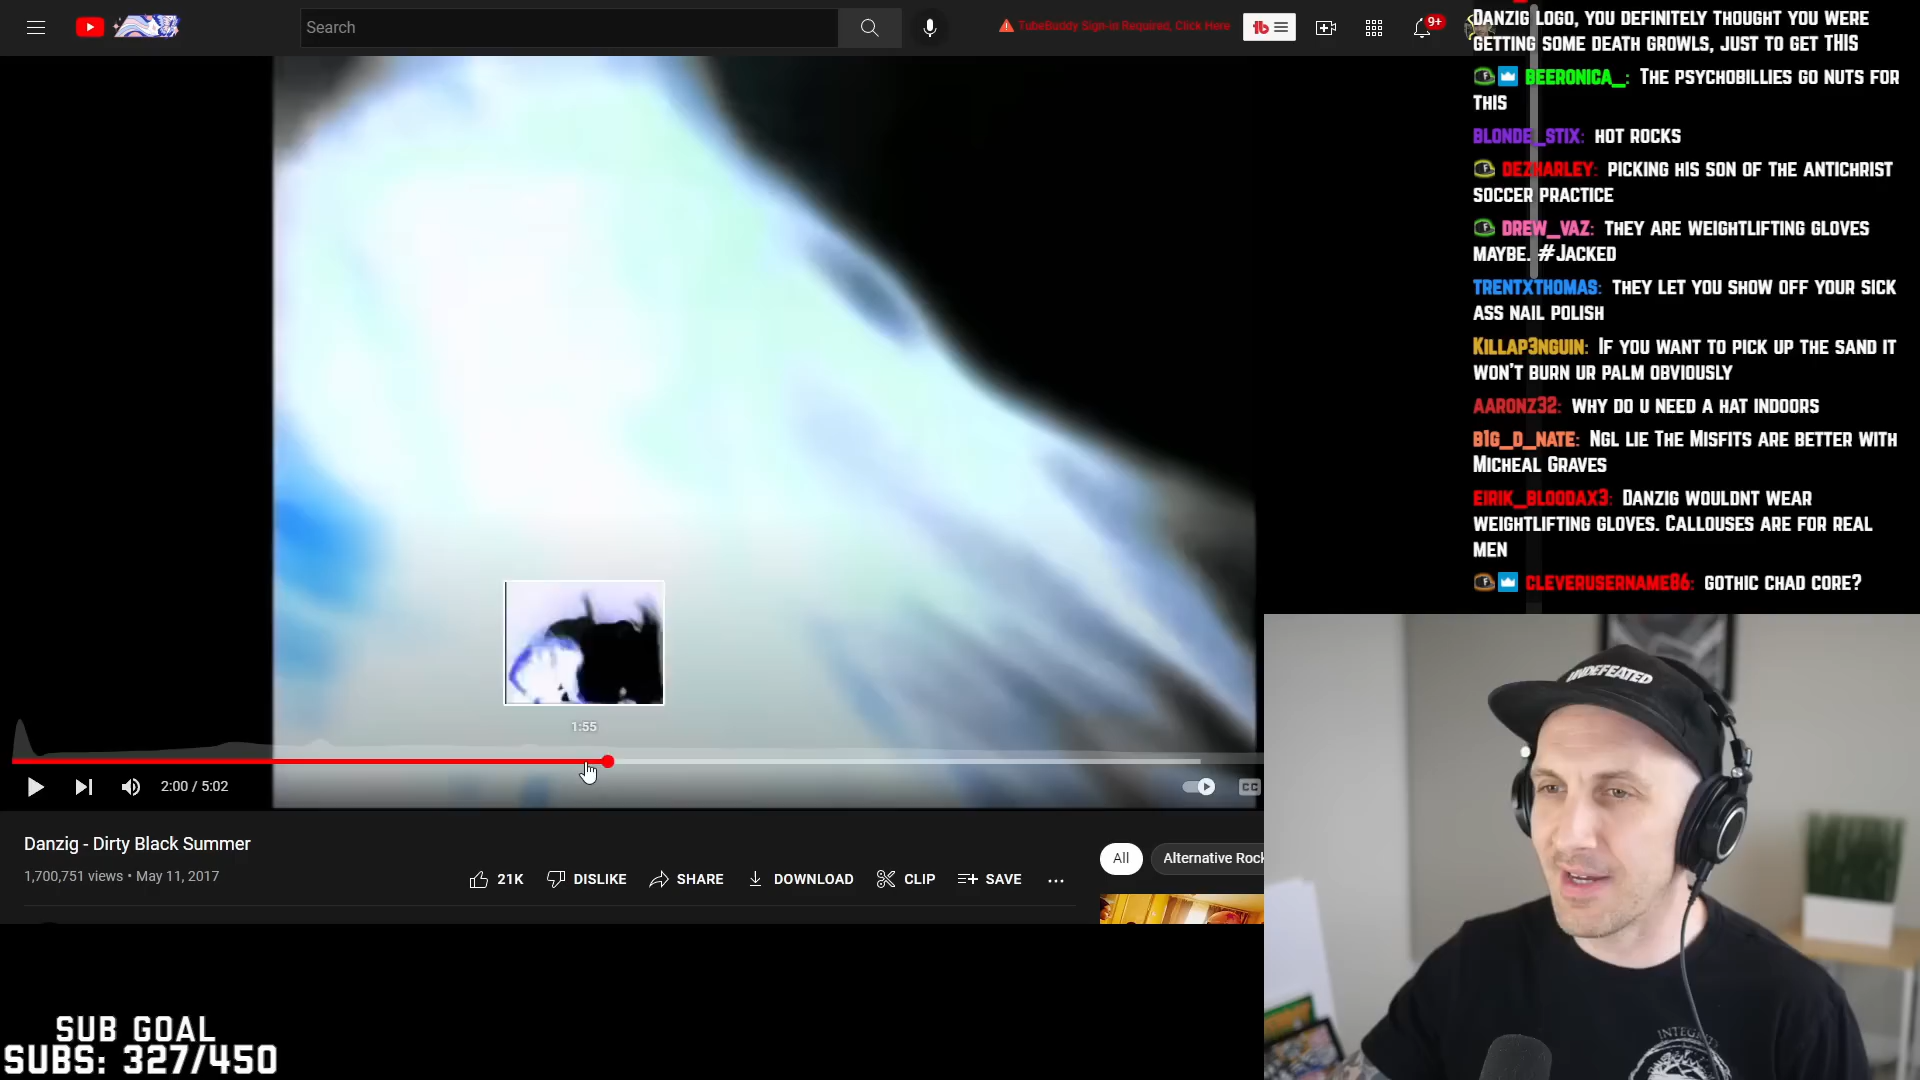 Search
TubeBuddy Sign-in Required, Click Here
9+
Danzig logo, you definitely thought you were
getting some death growls, just to get this
Beeronica_: The psychobillies go nuts for
this
blonde_stix: hot rocks
Dezharley: picking his son of the antichrist
soccer practice
drew_vaz: They are weightlifting gloves
maybe. #Jacked
trentxthomas: they let you show off your sick
ass nail polish
Killap3nguin: If you want to pick up the sand it
won't burn ur palm obviously
aaronz32: why do u need a hat indoors
b1g_d_nate: Ngl lie The Misfits are better with
Micheal Graves
eirik_bloodax3: Danzig wouldnt wear
weightlifting gloves. Callouses are for real
men
cleverusername86: gothic chad core?
1:55
2:00 / 5:02
CC
Danzig - Dirty Black Summer
1,700,751 views • May 11, 2017
21K
DISLIKE
SHARE
DOWNLOAD
CLIP
SAVE
All
Alternative Rock
UNDEFEATED
SUB GOAL
SUBS: 327/450